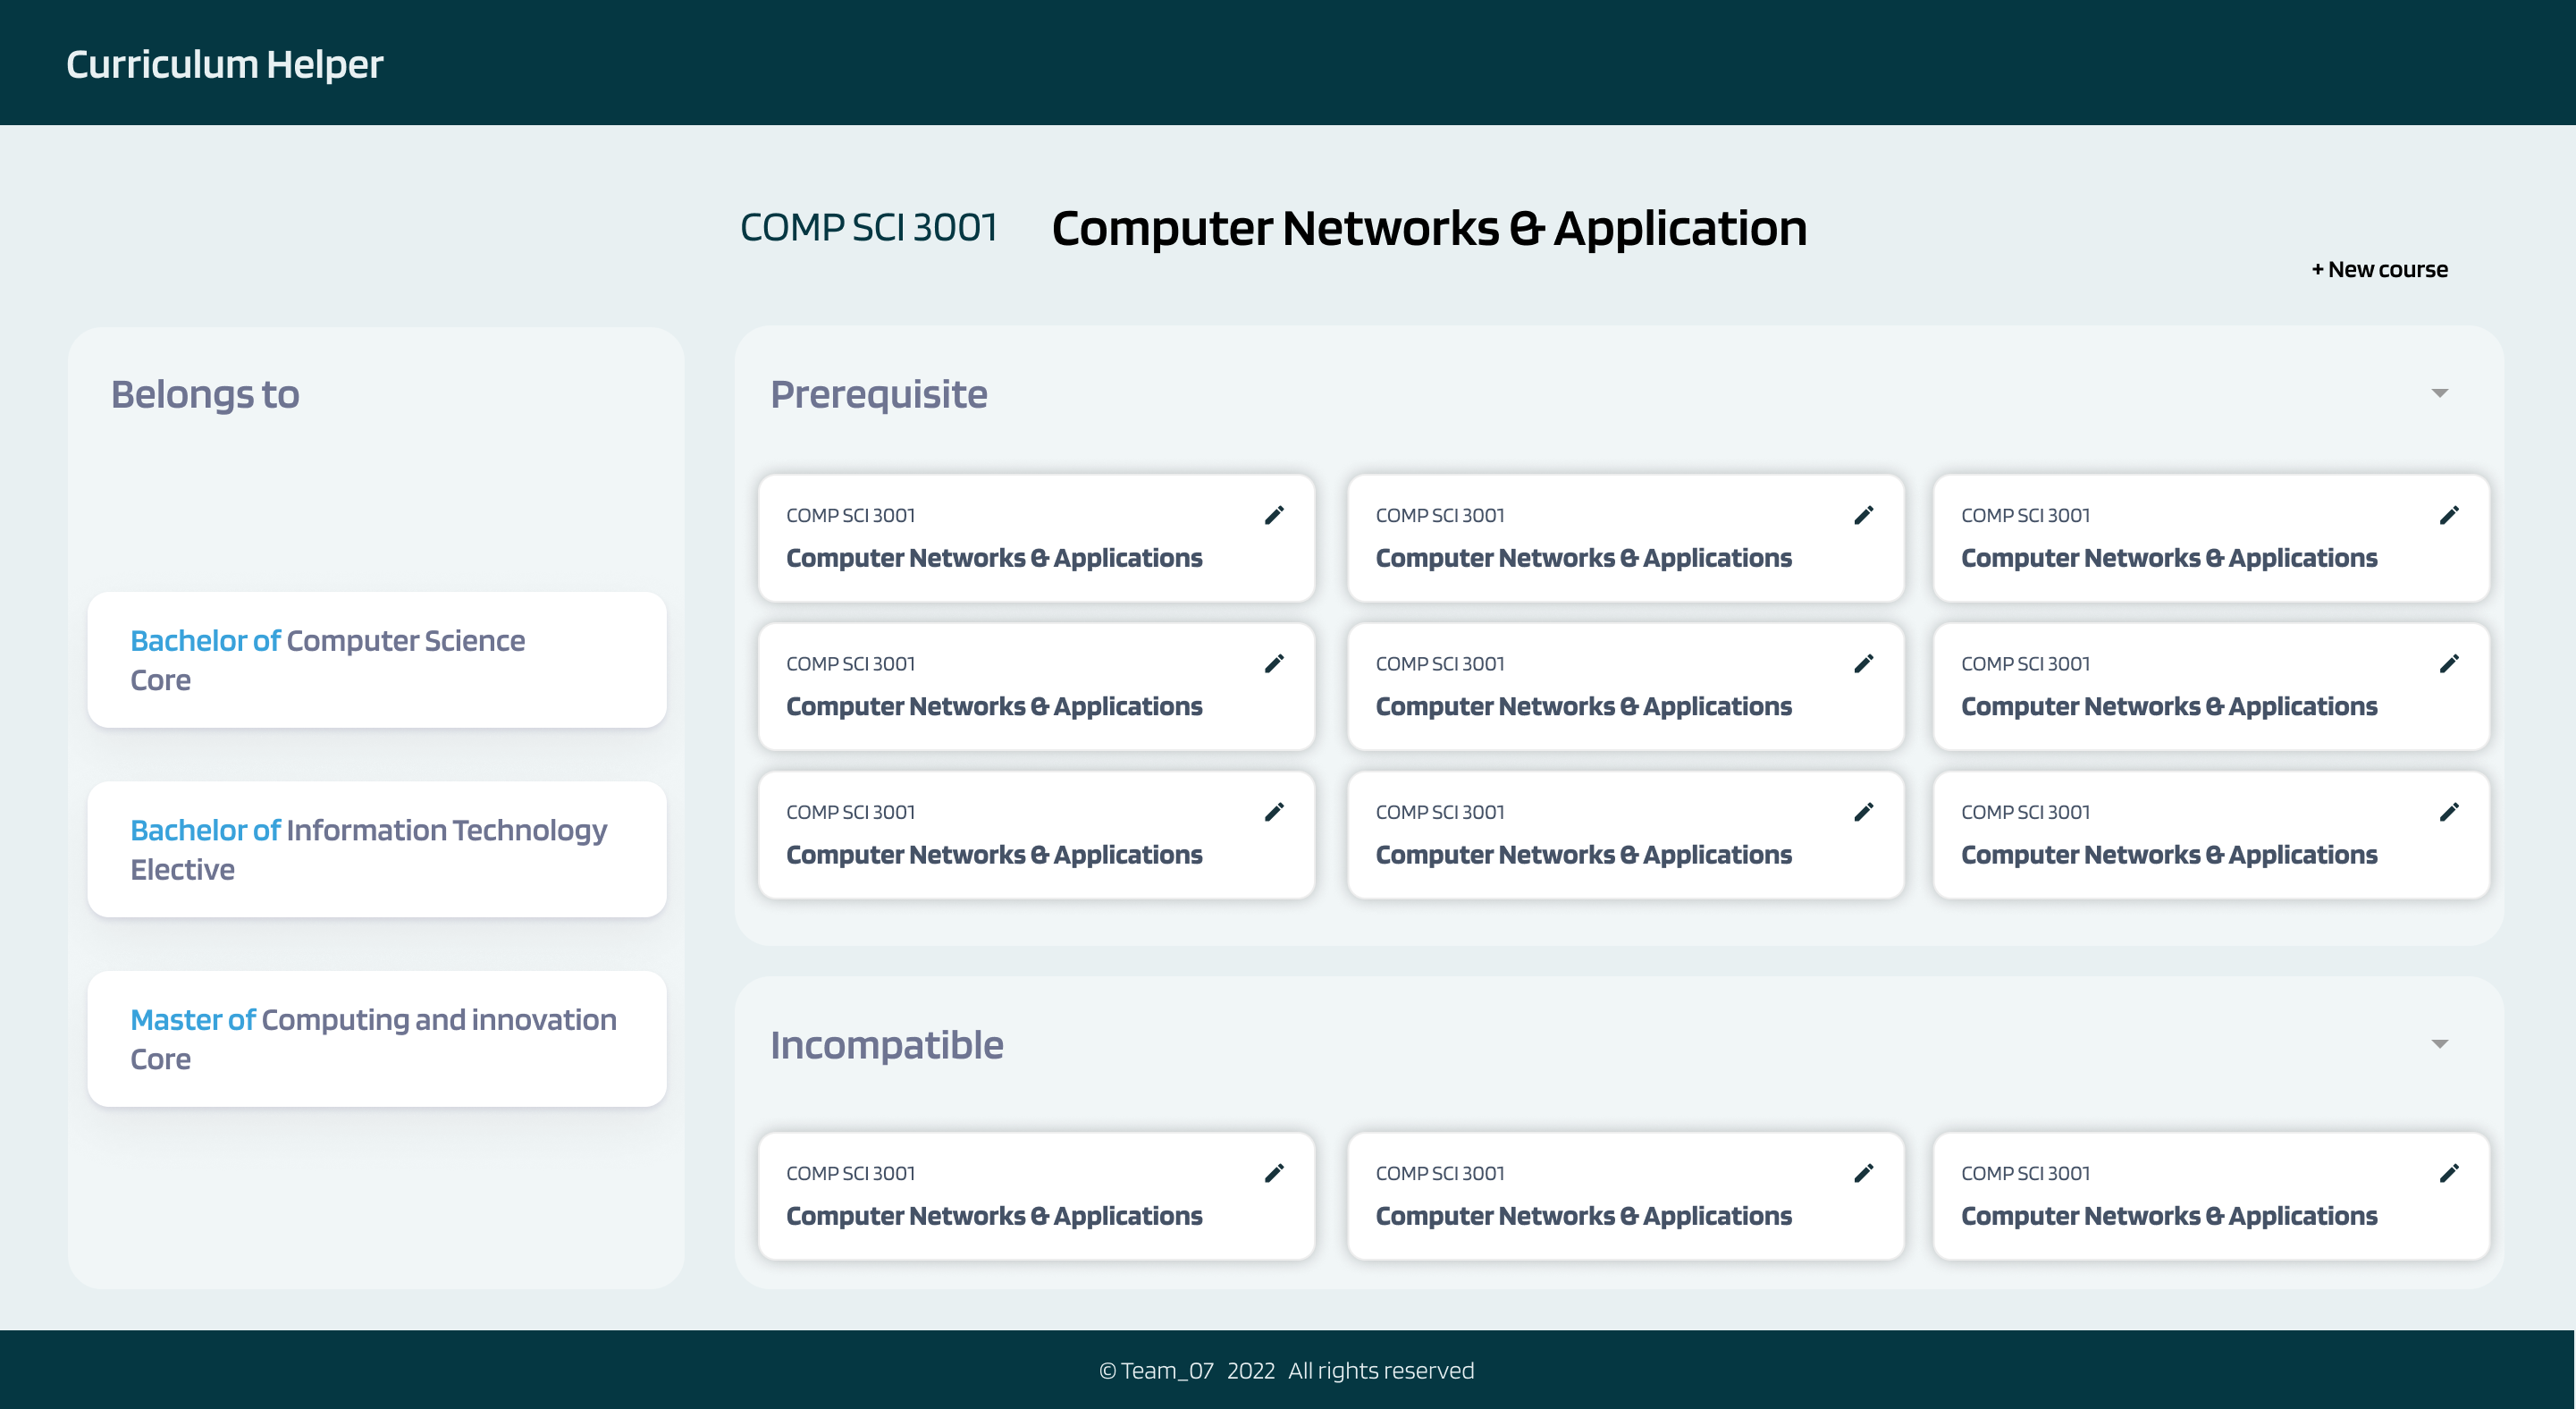 Curriculum Helper
COMP SCI 3001 Computer Networks & Application
+ New course
Belongs to
Bachelor of Computer Science
Core
Bachelor of Information Technology
Elective
Master of Computing and innovation
Core
Prerequisite
COMP SCI 3001
Computer Networks & Applications
COMP SCI 3001
Computer Networks & Applications
COMP SCI 3001
Computer Networks & Applications
COMP SCI 3001
Computer Networks & Applications
COMP SCI 3001
Computer Networks & Applications
COMP SCI 3001
Computer Networks & Applications
COMP SCI 3001
Computer Networks & Applications
COMP SCI 3001
Computer Networks & Applications
COMP SCI 3001
Computer Networks & Applications
Incompatible
COMP SCI 3001
Computer Networks & Applications
COMP SCI 3001
Computer Networks & Applications
COMP SCI 3001
Computer Networks & Applications
© Team_07 2022 All rights reserved